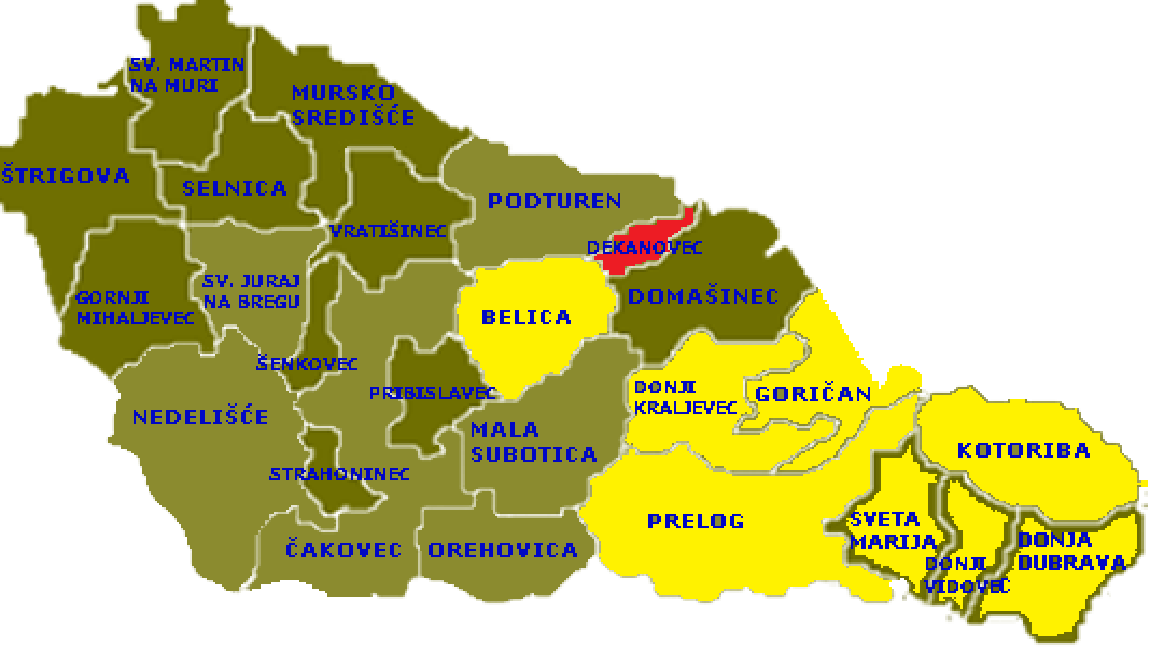 SV. MARTIN
NA MURI
MURSKO
SREDIŠĆE
ŠTRIGOVA
SELNICA
PODTUREN
VRATIŠINEC
DEKANOVEC
SV. JURAJ
NA BREGU
GORNJI
MIHALJEVEC
DOMAŠINEC
BELICA
ŠENKOVEC
PRIBISLAVEC
DONJI
KRALJEVEC
GORIČAN
NEDELIŠĆE
MALA
SUBOTICA
KOTORIBA
STRAHONINEC
PRELOG
SVETA
MARIJA
DONJA
DUBRAVA
ČAKOVEC
OREHOVICA
DONJI
VIDOVEC